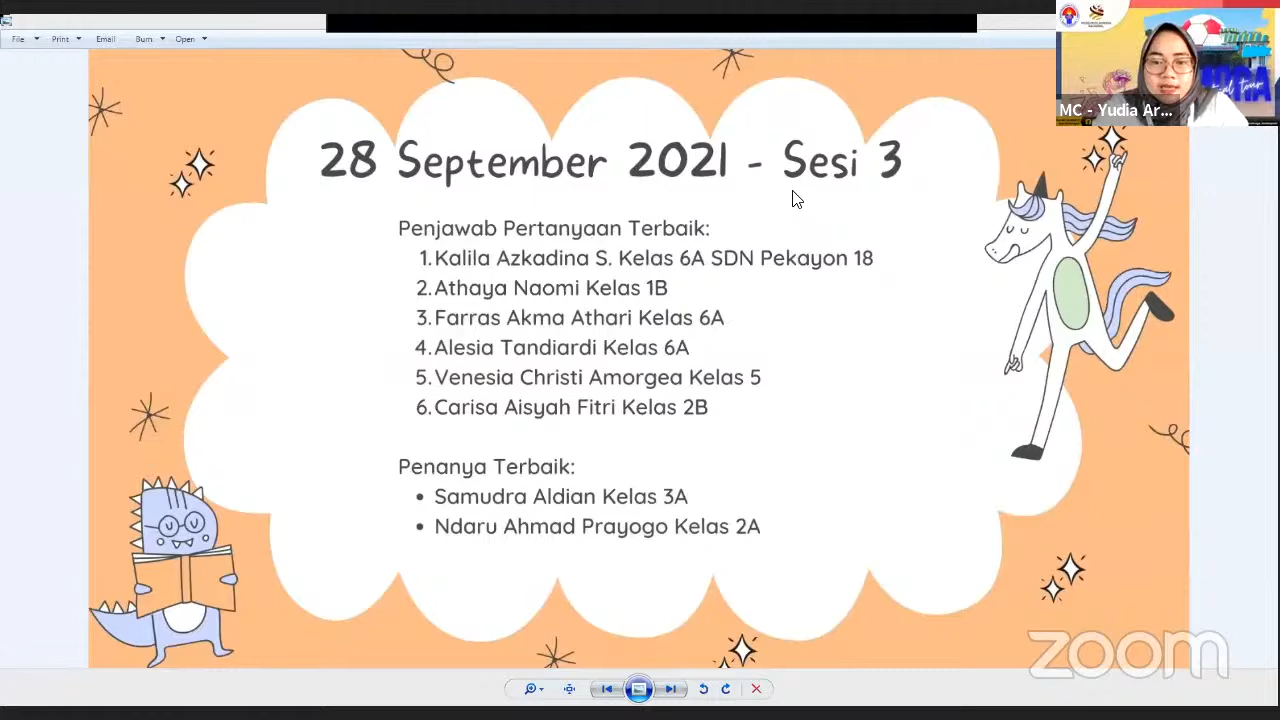 File Print Email Burn Open
MC - Yudia Ar...
28 September 2021 - Sesi 3
Penjawab Pertanyaan Terbaik:
1. Kalila Azkadina S. Kelas 6A SDN Pekayon 18
2. Athaya Naomi Kelas 1B
3. Farras Akma Athari Kelas 6A
4. Alesia Tandiardi Kelas 6A
5. Venesia Christi Amorgea Kelas 5
6. Carisa Aisyah Fitri Kelas 2B
Penanya Terbaik:
• Samudra Aldian Kelas 3A
• Ndaru Ahmad Prayogo Kelas 2A
zoom